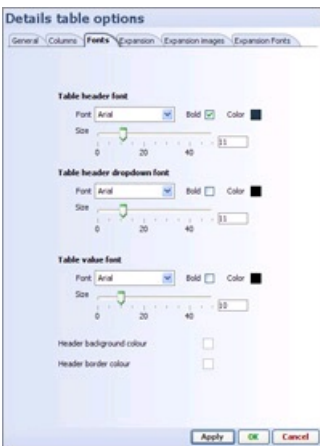 Details table options
General Columns Fonts Expansion Expansion Images Expansion Fonts
Table header font
Font Arial Bold Color
Size
0 20 40 11
Table header dropdown font
Font Arial Bold Color
Size
0 20 40 11
Table value font
Font Arial Bold Color
Size
0 20 40 10
Header background colour
Header border colour
Apply OK Cancel